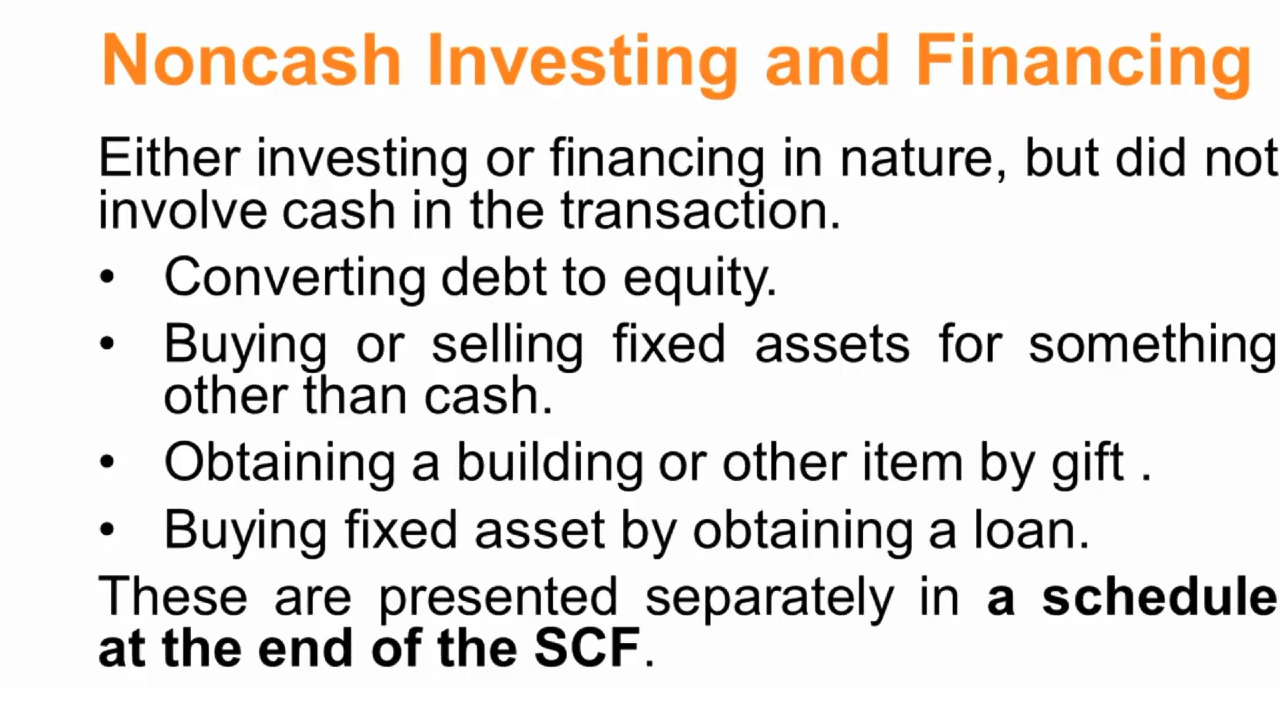 Noncash Investing and Financing
Either investing or financing in nature, but did not
involve cash in the transaction.
• Converting debt to equity.
• Buying or selling fixed assets for something
other than cash.
• Obtaining a building or other item by gift .
• Buying fixed asset by obtaining a loan.
These are presented separately in a schedule
at the end of the SCF.